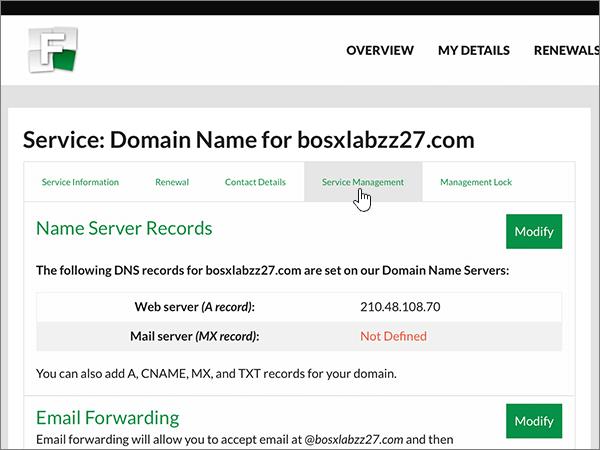 F
OVERVIEW MY DETAILS RENEWALS
Service: Domain Name for bosxlabzz27.com
Service Information Renewal Contact Details Service Management Management Lock
Name Server Records Modify
The following DNS records for bosxlabzz27.com are set on our Domain Name Servers:
Web server (A record): 210.48.108.70
Mail server (MX record): Not Defined
You can also add A, CNAME, MX, and TXT records for your domain.
Email Forwarding Modify
Email forwarding will allow you to accept email at @bosxlabzz27.com and then